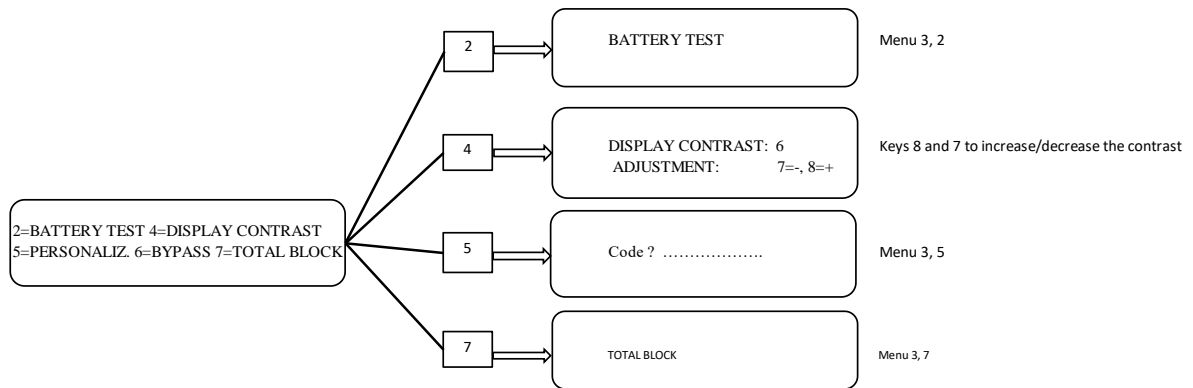 2
BATTERY TEST
Menu 3, 2
4
DISPLAY CONTRAST: 6
ADJUSTMENT: 7=-, 8=+
Keys 8 and 7 to increase/decrease the contrast
2=BATTERY TEST 4=DISPLAY CONTRAST
5=PERSONALIZ. 6=BYPASS 7=TOTAL BLOCK
5
Code ? ………………..
Menu 3, 5
7
TOTAL BLOCK
Menu 3, 7